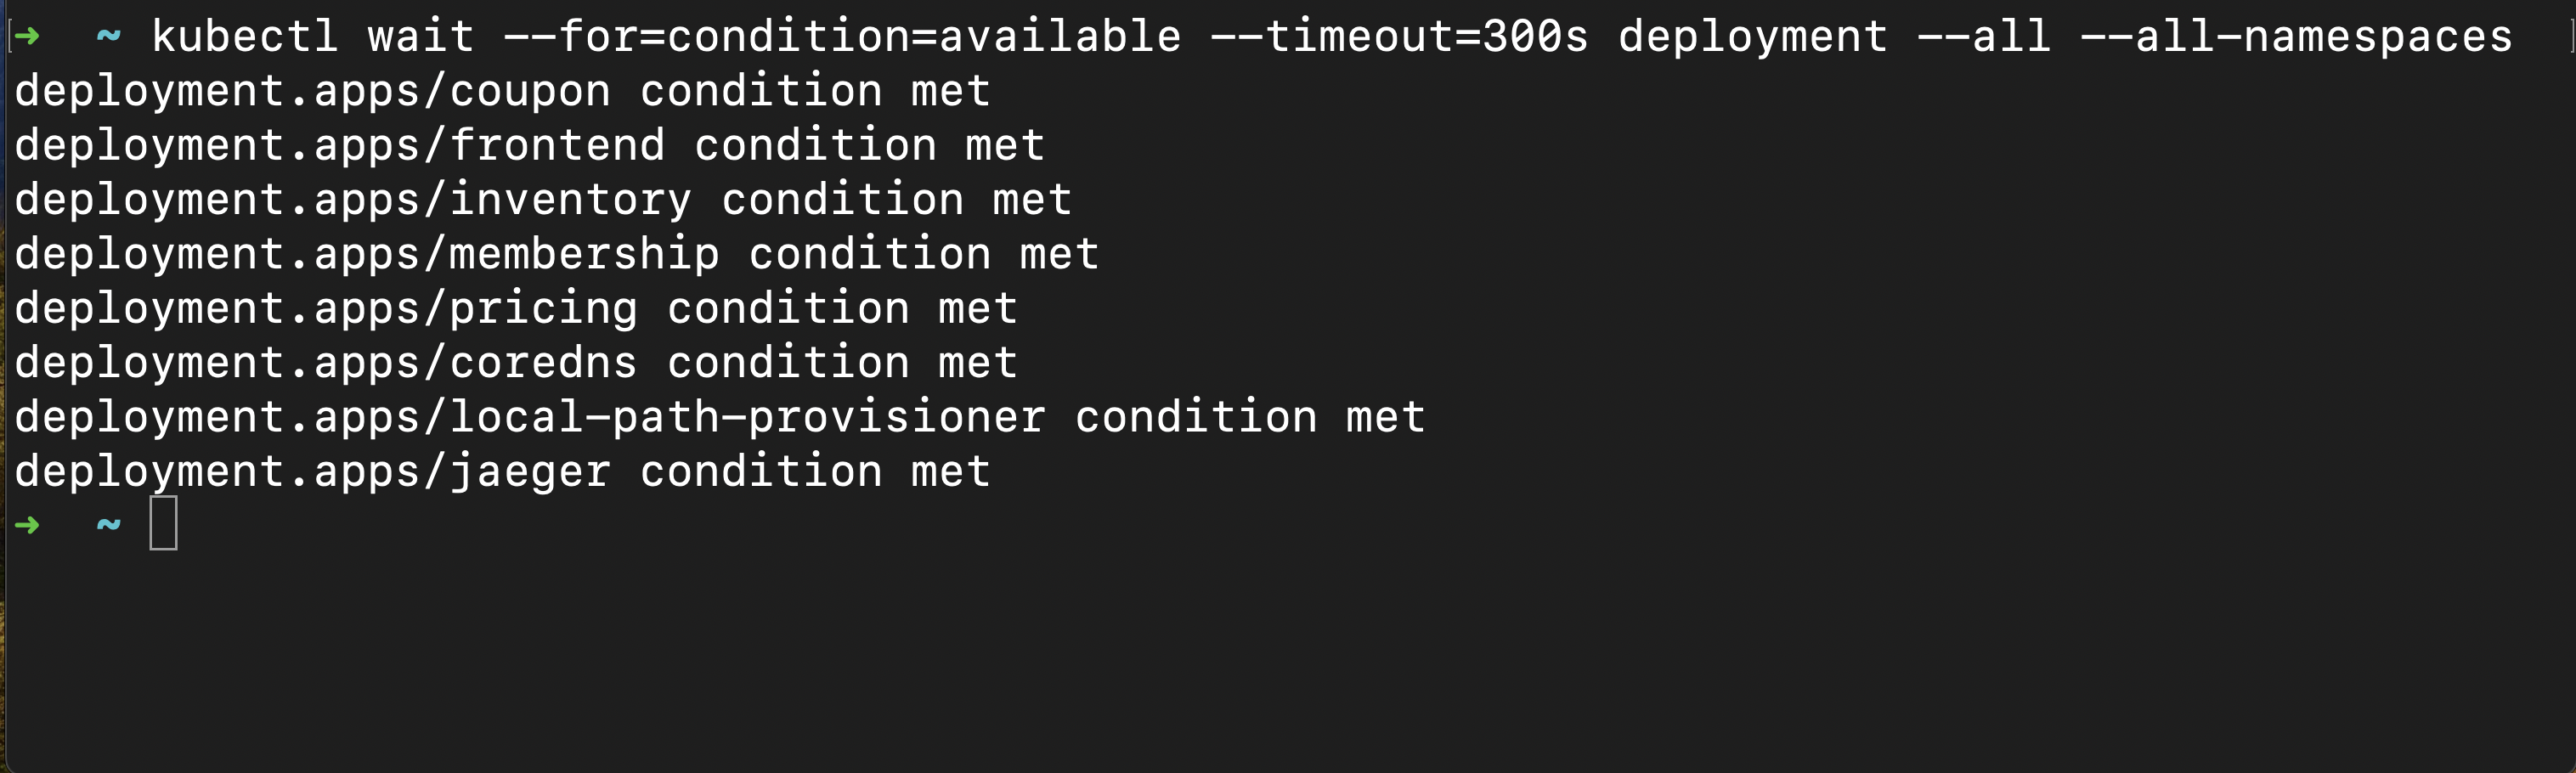 [➜  ~ kubectl wait --for=condition=available --timeout=300s deployment --all --all-namespaces ]
deployment.apps/coupon condition met
deployment.apps/frontend condition met
deployment.apps/inventory condition met
deployment.apps/membership condition met
deployment.apps/pricing condition met
deployment.apps/coredns condition met
deployment.apps/local-path-provisioner condition met
deployment.apps/jaeger condition met
➜  ~